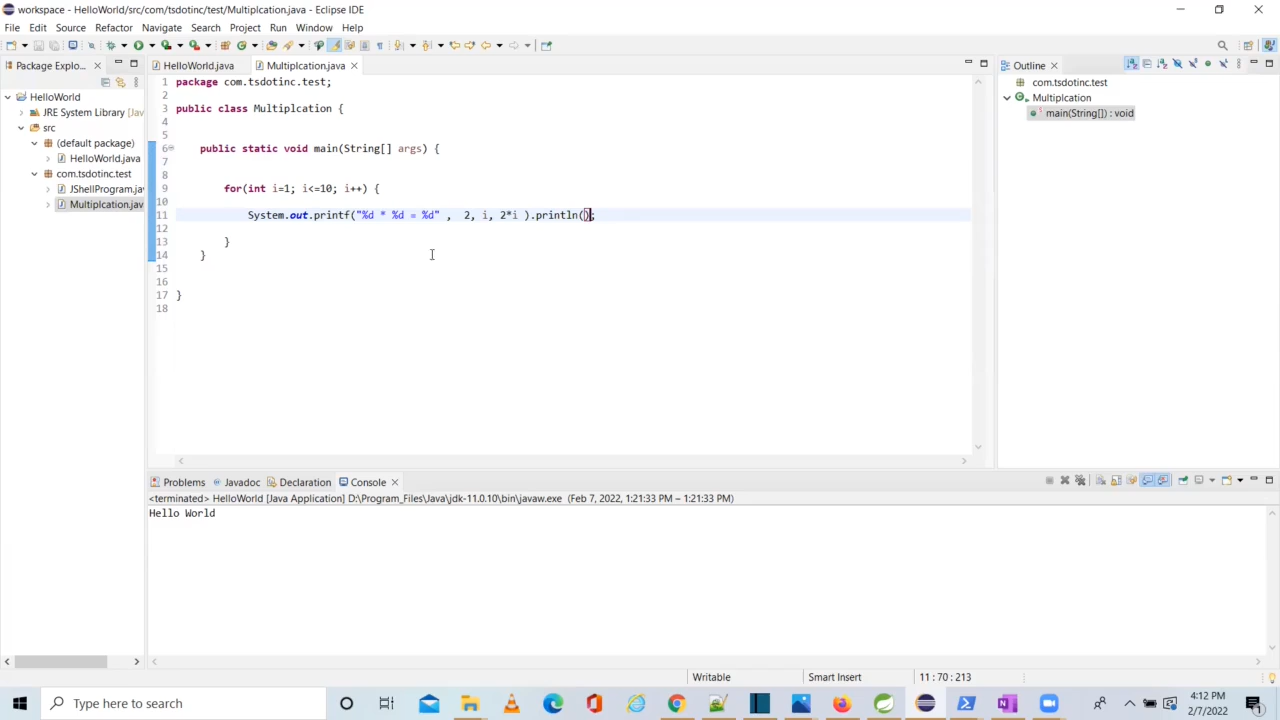 workspace - HelloWorld/src/com/tsdotinc/test/Multiplcation.java - Eclipse IDE
File Edit Source Refactor Navigate Search Project Run Window Help
Package Explo...
HelloWorld
JRE System Library [Jav
src
(default package)
HelloWorld.java
com.tsdotinc.test
JShellProgram.jav
Multiplcation.jav
HelloWorld.java Multiplcation.java
1 package com.tsdotinc.test;
2
3 public class Multiplcation {
4
5
6 public static void main(String[] args) {
7
8
9 for(int i=1; i<=10; i++) {
10
11 System.out.printf("%d * %d = %d" , 2, i, 2*i ).println();
12
13 }
14 }
15
16
17 }
18
Outline
com.tsdotinc.test
Multiplcation
main(String[]) : void
Problems Javadoc Declaration Console
<terminated> HelloWorld [Java Application] D:\Program_Files\Java\jdk-11.0.10\bin\javaw.exe (Feb 7, 2022, 1:21:33 PM – 1:21:33 PM)
Hello World
Writable Smart Insert 11 : 70 : 213
Type here to search
4:12 PM
2/7/2022
1